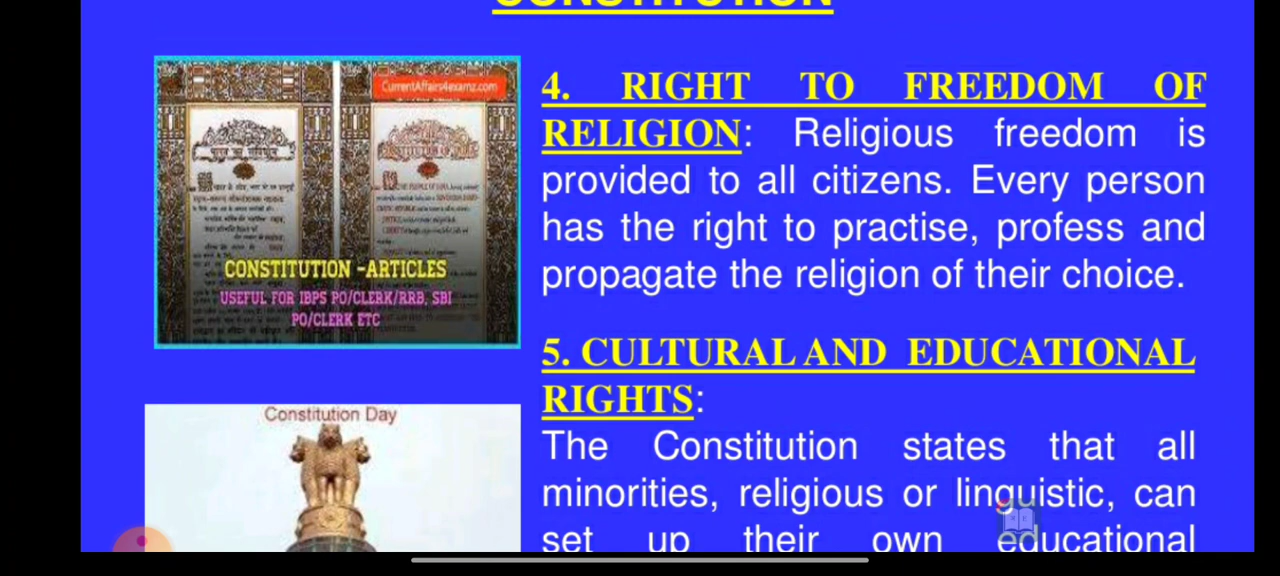 CONSTITUTION
CurrentAffairs4examz.com
CONSTITUTION -ARTICLES
USEFUL FOR IBPS PO/CLERK/RRB, SBI
PO/CLERK ETC
Constitution Day
4. RIGHT TO FREEDOM OF
RELIGION: Religious freedom is
provided to all citizens. Every person
has the right to practise, profess and
propagate the religion of their choice.
5. CULTURAL AND EDUCATIONAL
RIGHTS:
The Constitution states that all
minorities, religious or linguistic, can
set up their own educational